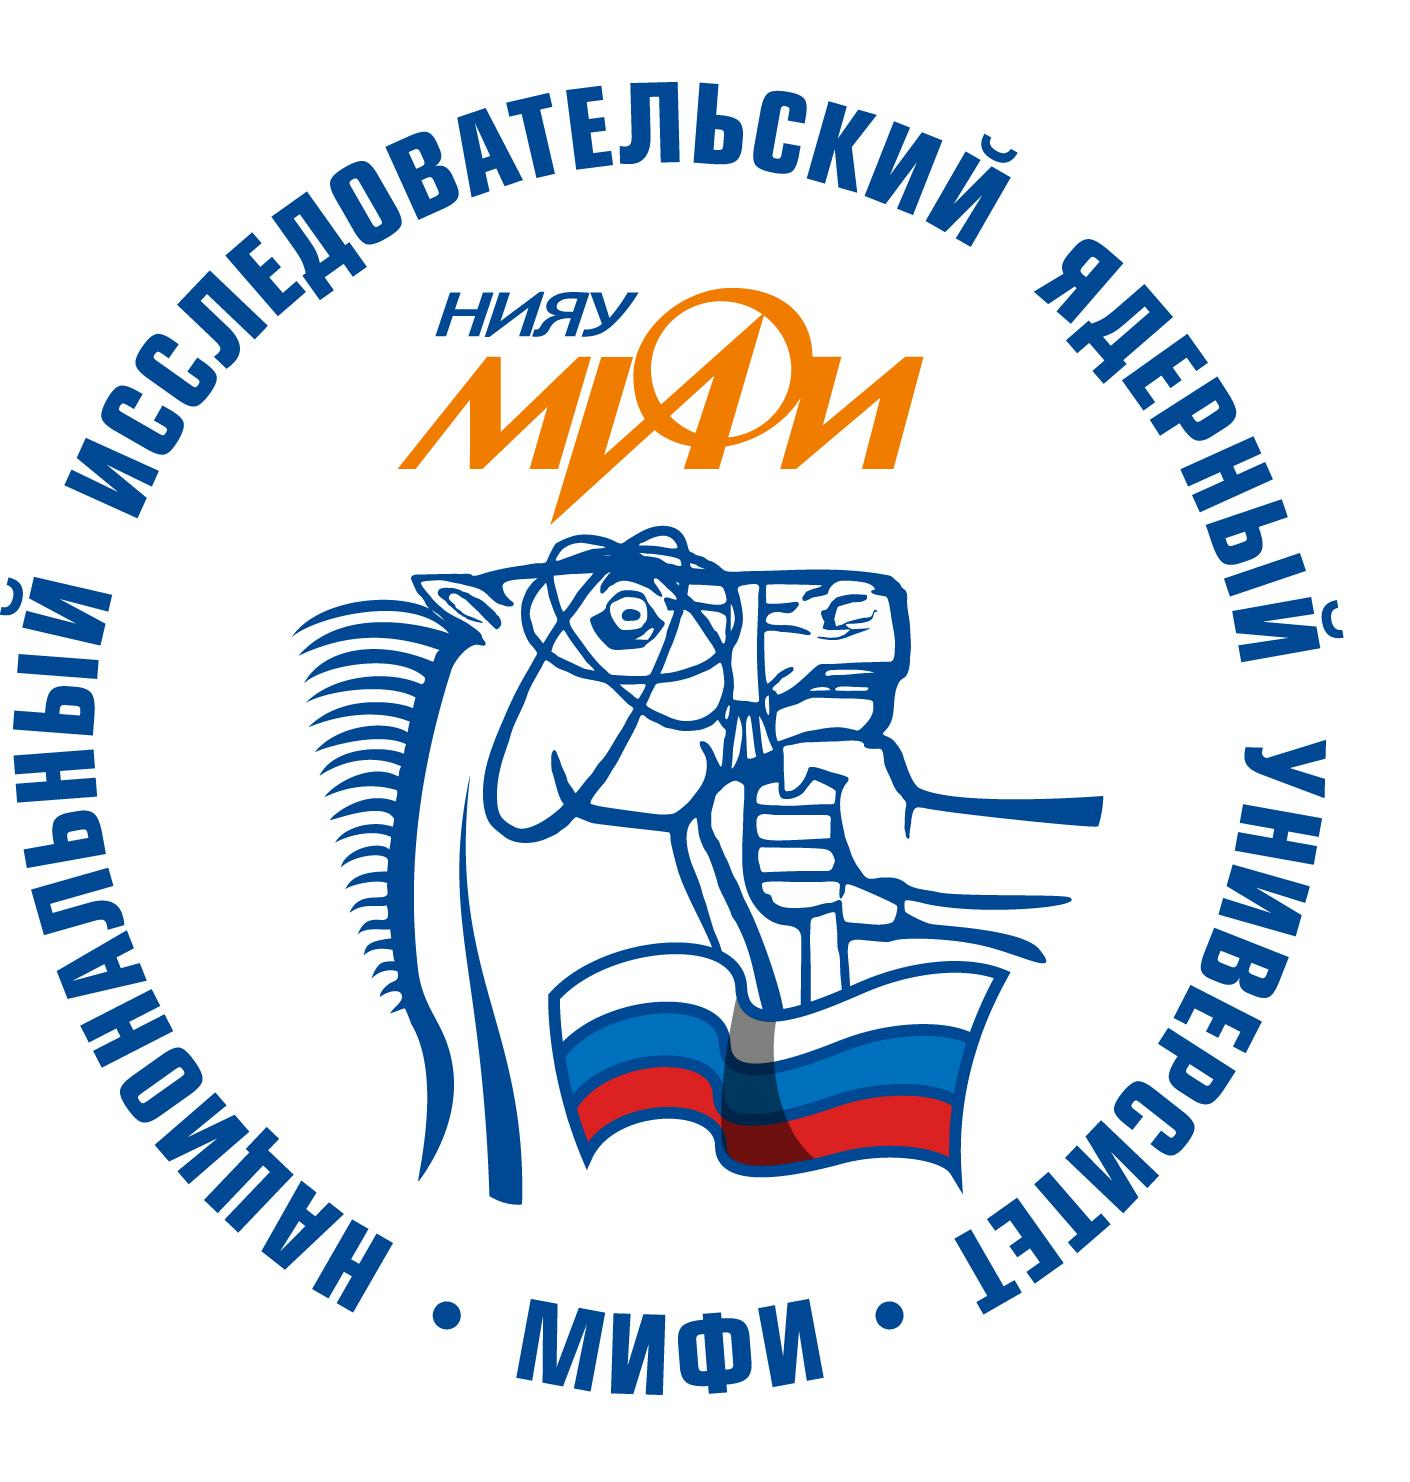 НАЦИОНАЛЬНЫЙ ИССЛЕДОВАТЕЛЬСКИЙ ЯДЕРНЫЙ УНИВЕРСИТЕТ
• МИФИ •
НИЯУ
МИФИ